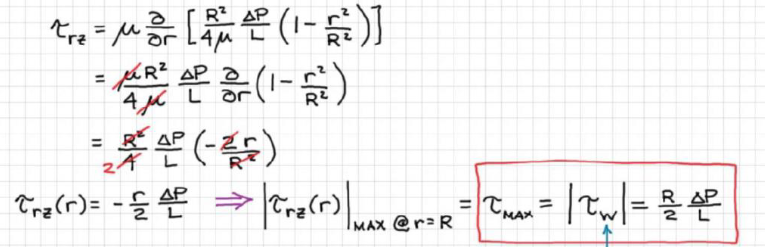 τrz = μ ∂/∂r [R²/4μ ΔP/L (1 - r²/R²)]
= μR²/4μ ΔP/L ∂/∂r (1 - r²/R²)
= R²/4 ΔP/L (-2r/R²)
2
τrz(r) = -r/2 ΔP/L ⟹ |τrz(r)|MAX @ r=R = τMAX = |τw| = R/2 ΔP/L